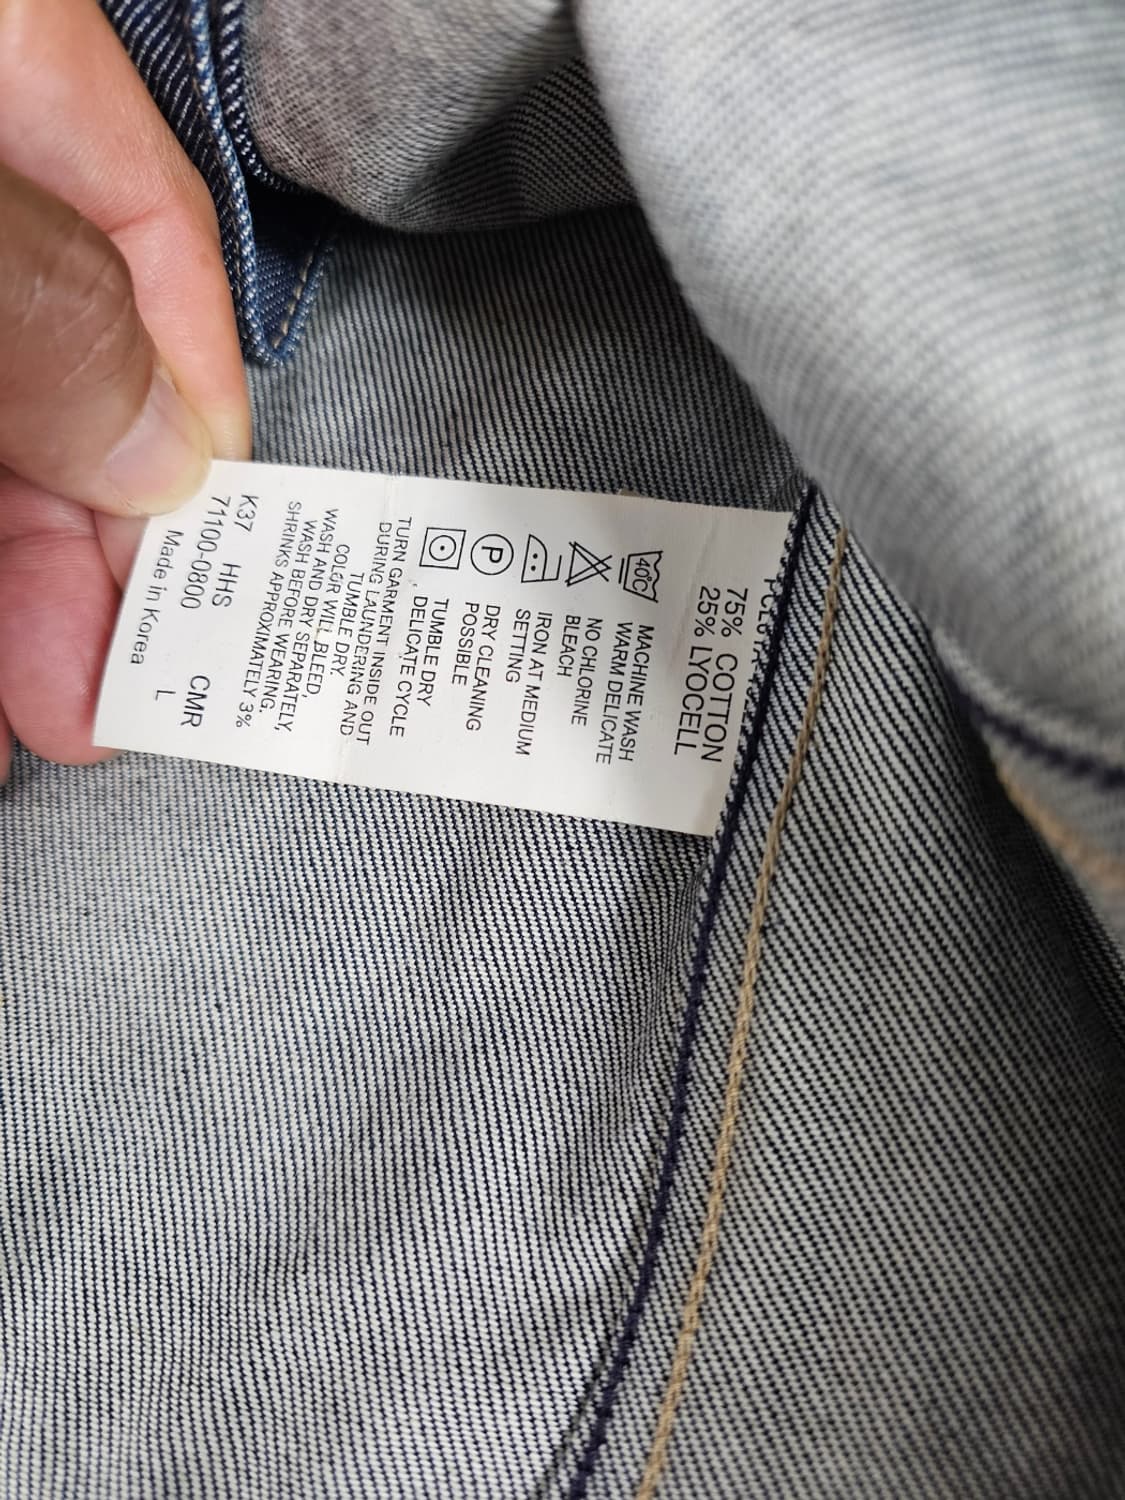 75% COTTON
25% LYOCELL
40°C
MACHINE WASH
WARM DELICATE
NO CHLORINE
BLEACH
IRON AT MEDIUM
SETTING
P
DRY CLEANING
POSSIBLE
TUMBLE DRY
DELICATE CYCLE
TURN GARMENT INSIDE OUT
DURING LAUNDERING AND
TUMBLE DRY.
COLOR WILL BLEED,
WASH AND DRY SEPARATELY,
WASH BEFORE WEARING.
SHRINKS APPROXIMATELY 3%
K37 HHS CMR
71100-0800 L
Made in Korea